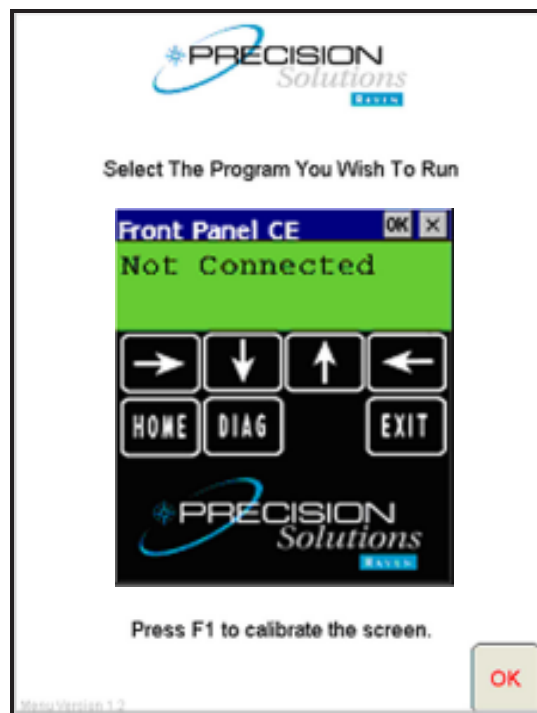 PRECISION
Solutions
RAVEN
Select The Program You Wish To Run
Front Panel CE OK ×
Not Connected
HOME DIAG EXIT
PRECISION
Solutions
RAVEN
Press F1 to calibrate the screen.
OK
Menu Version 1.2